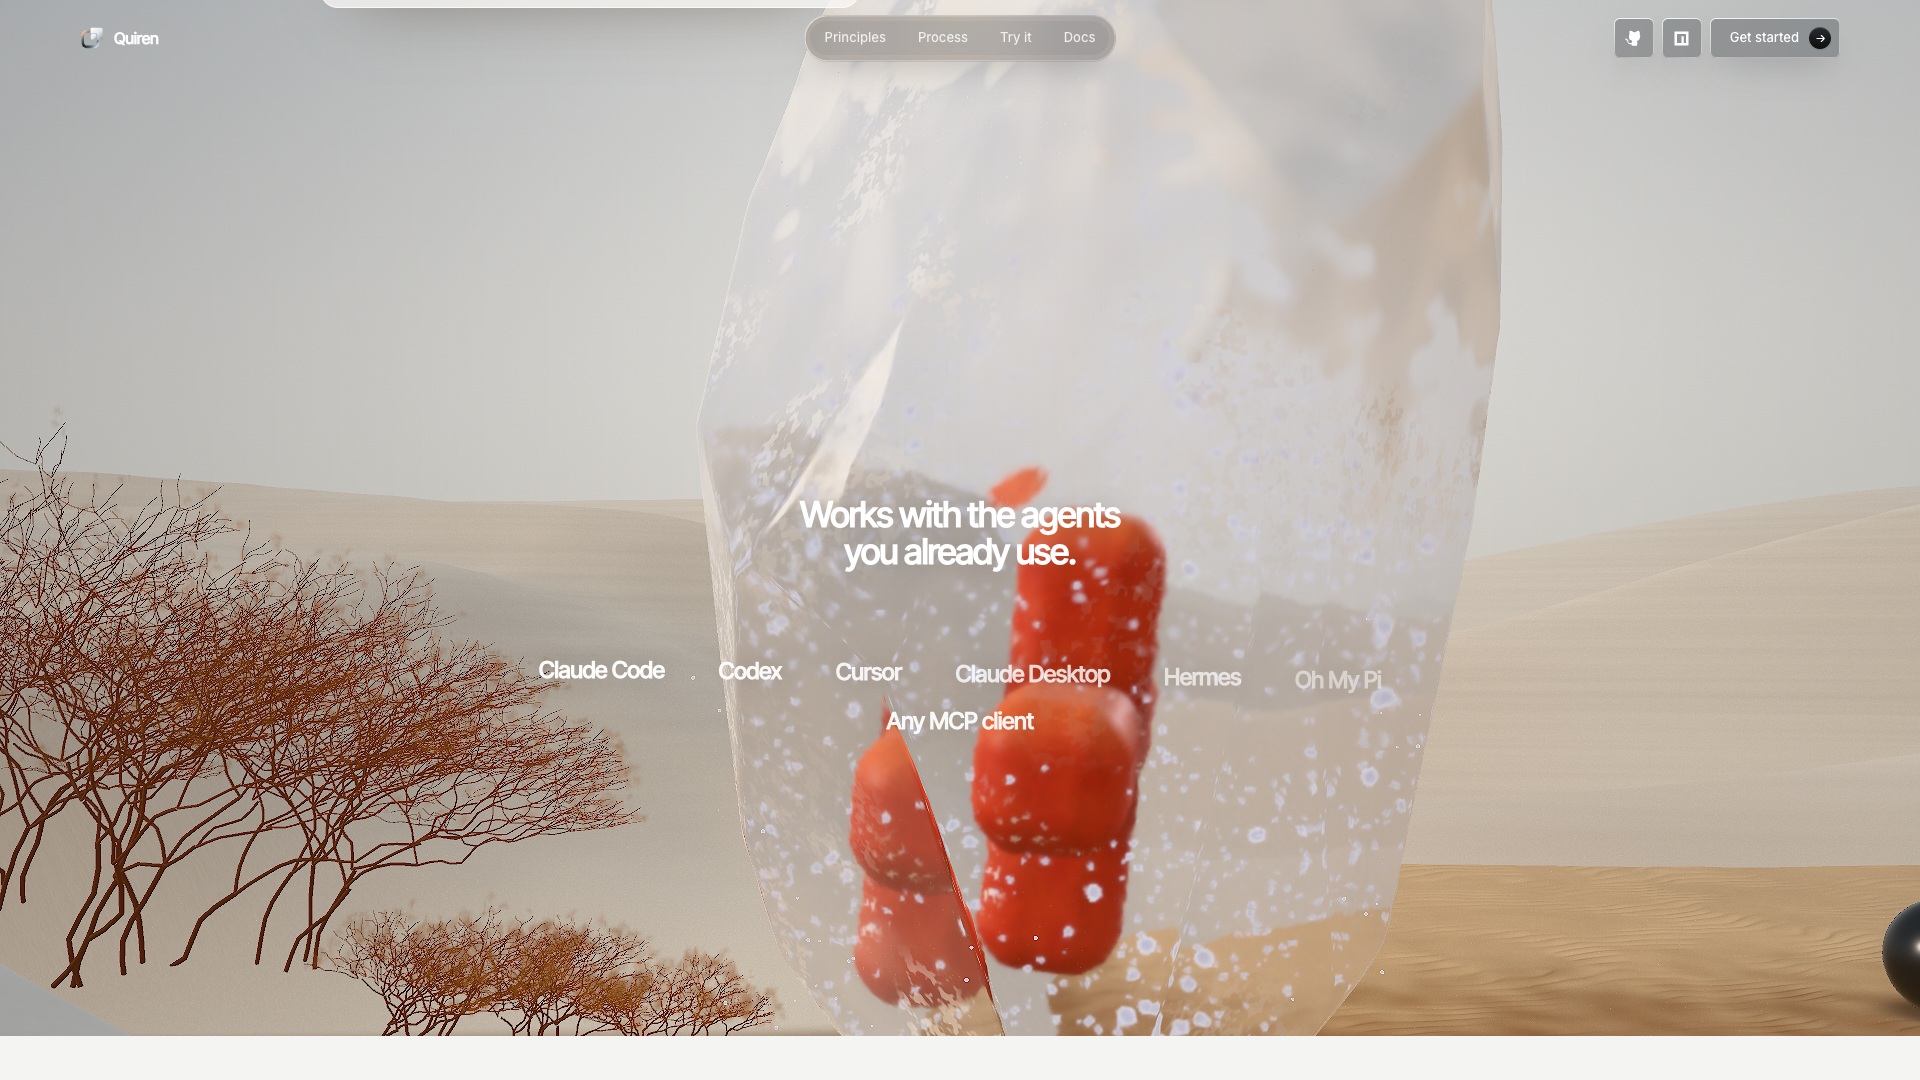 Quiren
Principles Process Try it Docs
Get started
Works with the agents
you already use.
Claude Code Codex Cursor Claude Desktop Hermes Oh My Pi
Any MCP client